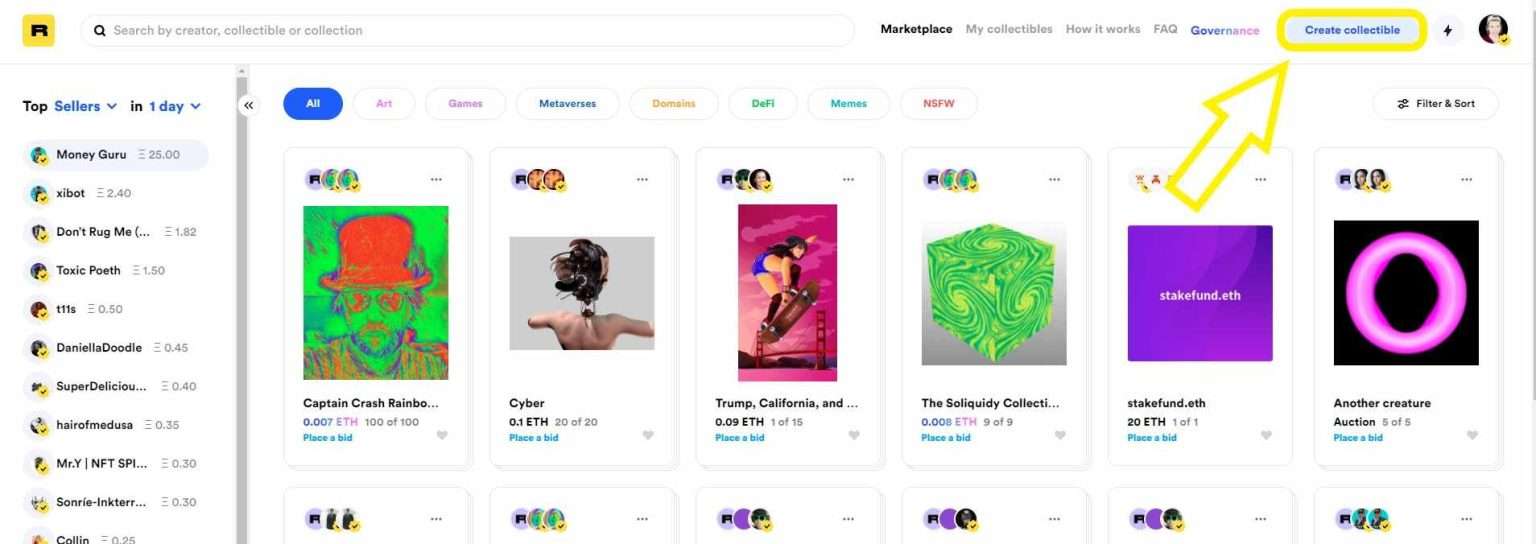 R
Search by creator, collectible or collection
Marketplace My collectibles How it works FAQ Governance Create collectible
Top Sellers in 1 day
All Art Games Metaverses Domains DeFi Memes NSFW Filter & Sort
Money Guru Ξ 25.00
xibot Ξ 2.40
Don't Rug Me (... Ξ 1.82
Toxic Poeth Ξ 1.50
t11s Ξ 0.50
DaniellaDoodle Ξ 0.45
SuperDeliciou... Ξ 0.40
hairofmedusa Ξ 0.35
Mr.Y | NFT SPI... Ξ 0.30
Sonríe-Inkterr... Ξ 0.30
Collin Ξ 0.25
Captain Crash Rainbo...
0.007 ETH 100 of 100
Place a bid
Cyber
0.1 ETH 20 of 20
Place a bid
Trump, California, and ...
0.09 ETH 1 of 15
Place a bid
The Soliquidy Collecti...
0.008 ETH 9 of 9
Place a bid
stakefund.eth
stakefund.eth
20 ETH 1 of 1
Place a bid
Another creature
Auction 5 of 5
Place a bid